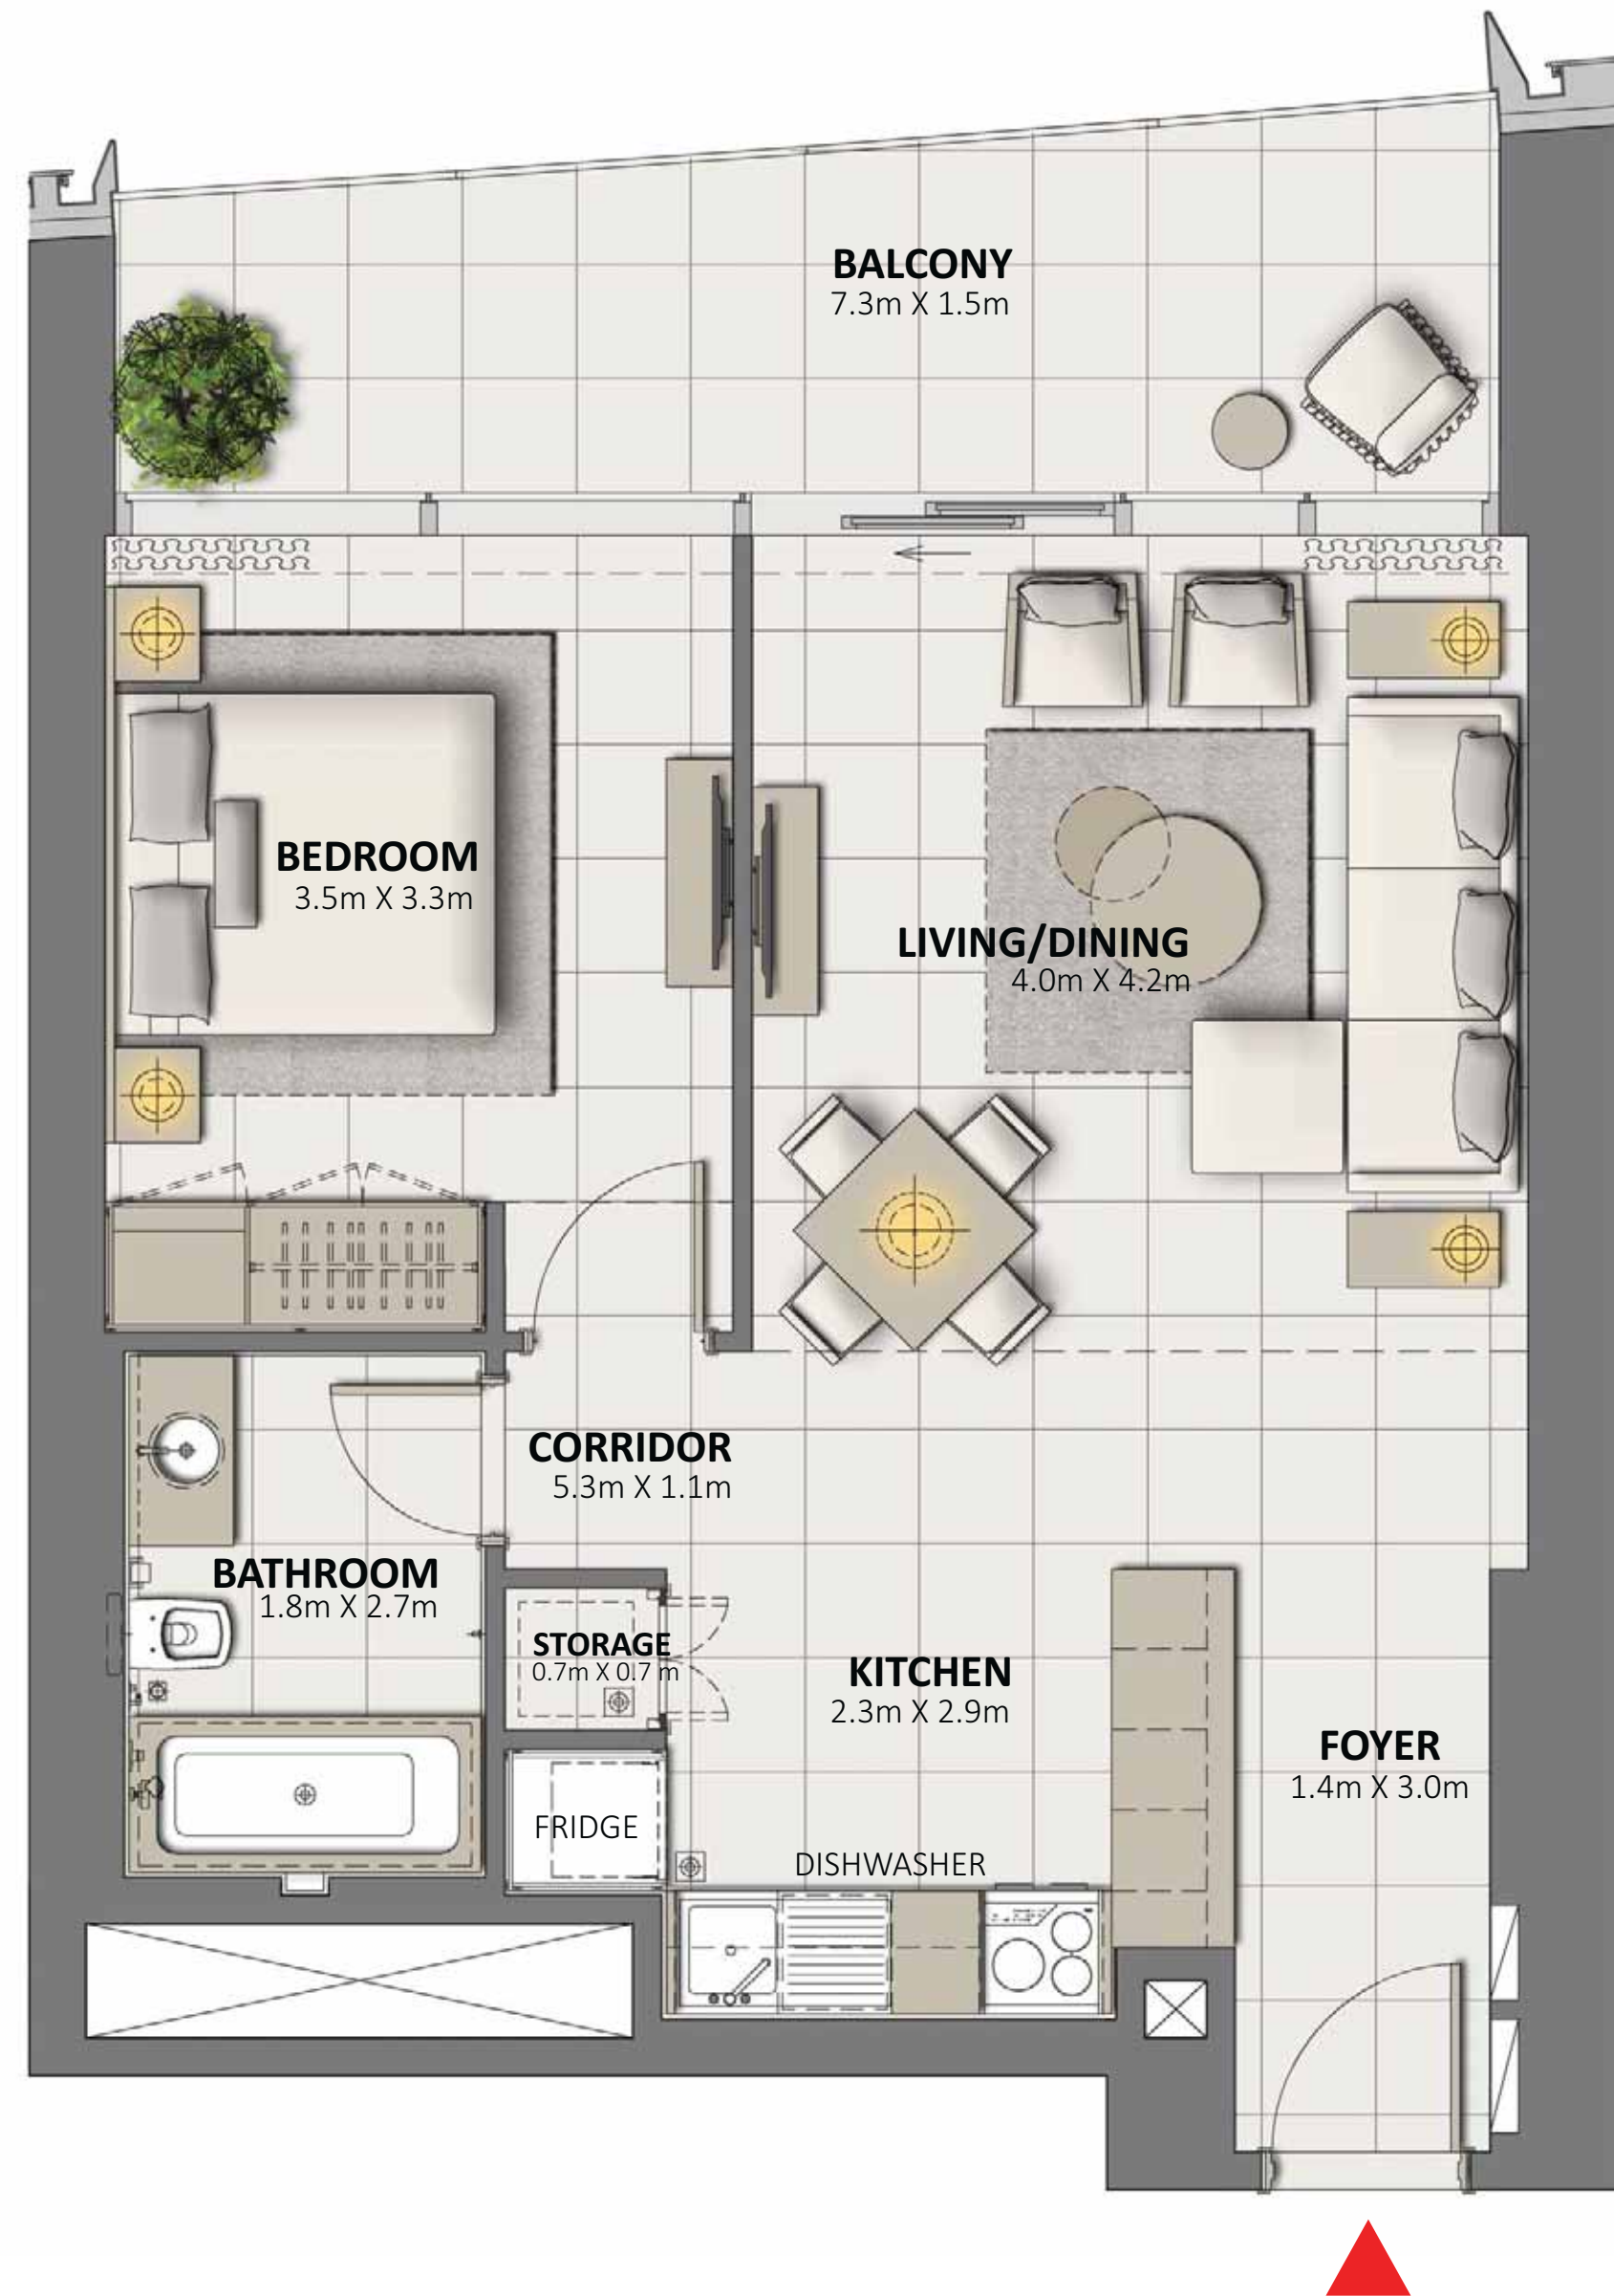 BALCONY
7.3m X 1.5m
BEDROOM
3.5m X 3.3m
LIVING/DINING
4.0m X 4.2m
CORRIDOR
5.3m X 1.1m
BATHROOM
1.8m X 2.7m
STORAGE
0.7m X 0.7 m
KITCHEN
2.3m X 2.9m
FOYER
1.4m X 3.0m
FRIDGE
DISHWASHER